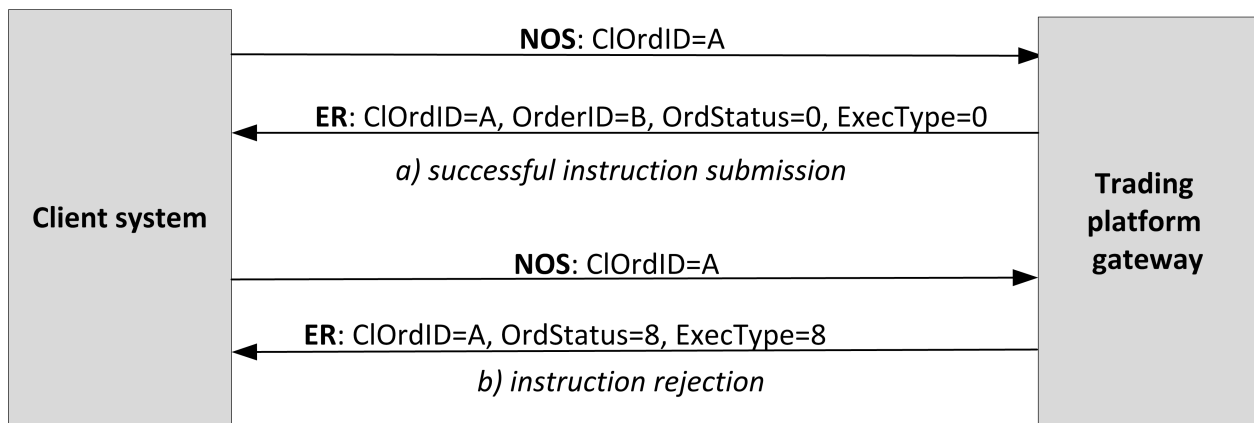 NOS: ClOrdID=A
ER: ClOrdID=A, OrderID=B, OrdStatus=0, ExecType=0
a) successful instruction submission
Client system
Trading
platform
gateway
NOS: ClOrdID=A
ER: ClOrdID=A, OrdStatus=8, ExecType=8
b) instruction rejection